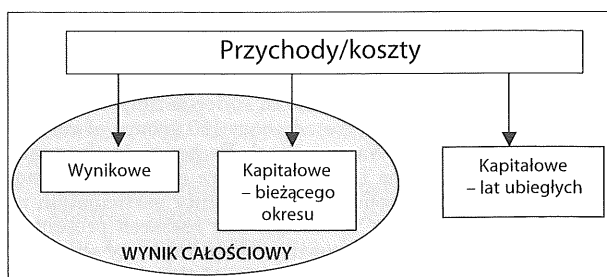 Przychody/koszty
Wynikowe
Kapitałowe
– bieżącego
okresu
Kapitałowe
– lat ubiegłych
WYNIK CAŁOŚCIOWY